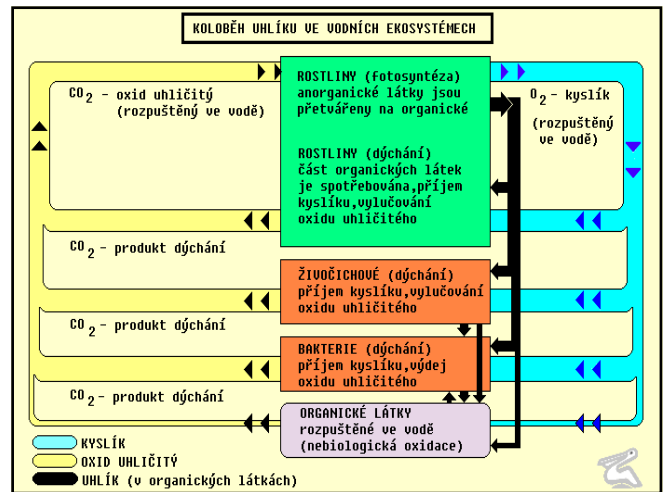 KOLOBĚH UHLÍKU VE VODNÍCH EKOSYSTÉMECH
CO2 - oxid uhličitý
(rozpuštěný ve vodě)
ROSTLINY (fotosyntéza)
anorganické látky jsou
přetvářeny na organické
O2 - kyslík
(rozpuštěný
ve vodě)
ROSTLINY (dýchání)
část organických látek
je spotřebována,příjem
kyslíku,vylučování
oxidu uhličitého
CO2 - produkt dýchání
ŽIVOČICHOVÉ (dýchání)
příjem kyslíku,vylučování
oxidu uhličitého
CO2 - produkt dýchání
BAKTERIE (dýchání)
příjem kyslíku,výdej
oxidu uhličitého
CO2 - produkt dýchání
ORGANICKÉ LÁTKY
rozpuštěné ve vodě
(nebiologická oxidace)
KYSLÍK
OXID UHLIČITÝ
UHLÍK (v organických látkách)